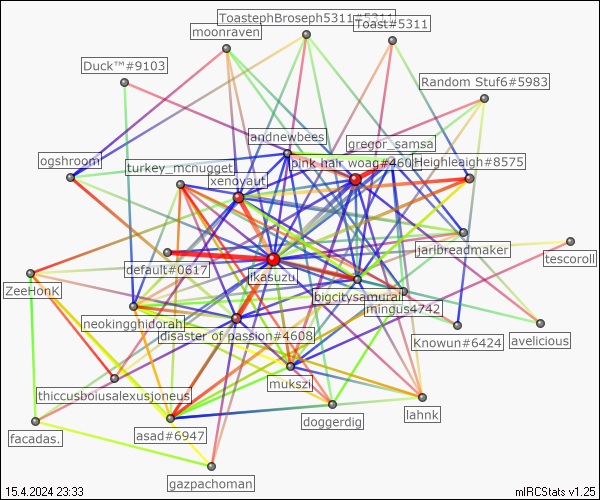 ToastephBroseph5311#5311
Toast#5311
moonraven
Duck™#9103
Random Stuf6#5983
andnewbees
gregor_samsa
ogshroom
turkey_mcnugget
pink hair woag#460
Heighleaigh#8575
xenoyaut
jaribreadmaker
tescoroll
default#0617
ikasuzu
ZeeHonK
bigcitysamurai
mingus4742
neokingghidorah
disaster of passion#4608
Knowun#6424
avelicious
mukszi
thiccusboiusalexusjoneus
lahnk
doggerdig
facadas.
asad#6947
gazpachoman
15.4.2024 23:33
mIRCStats v1.25